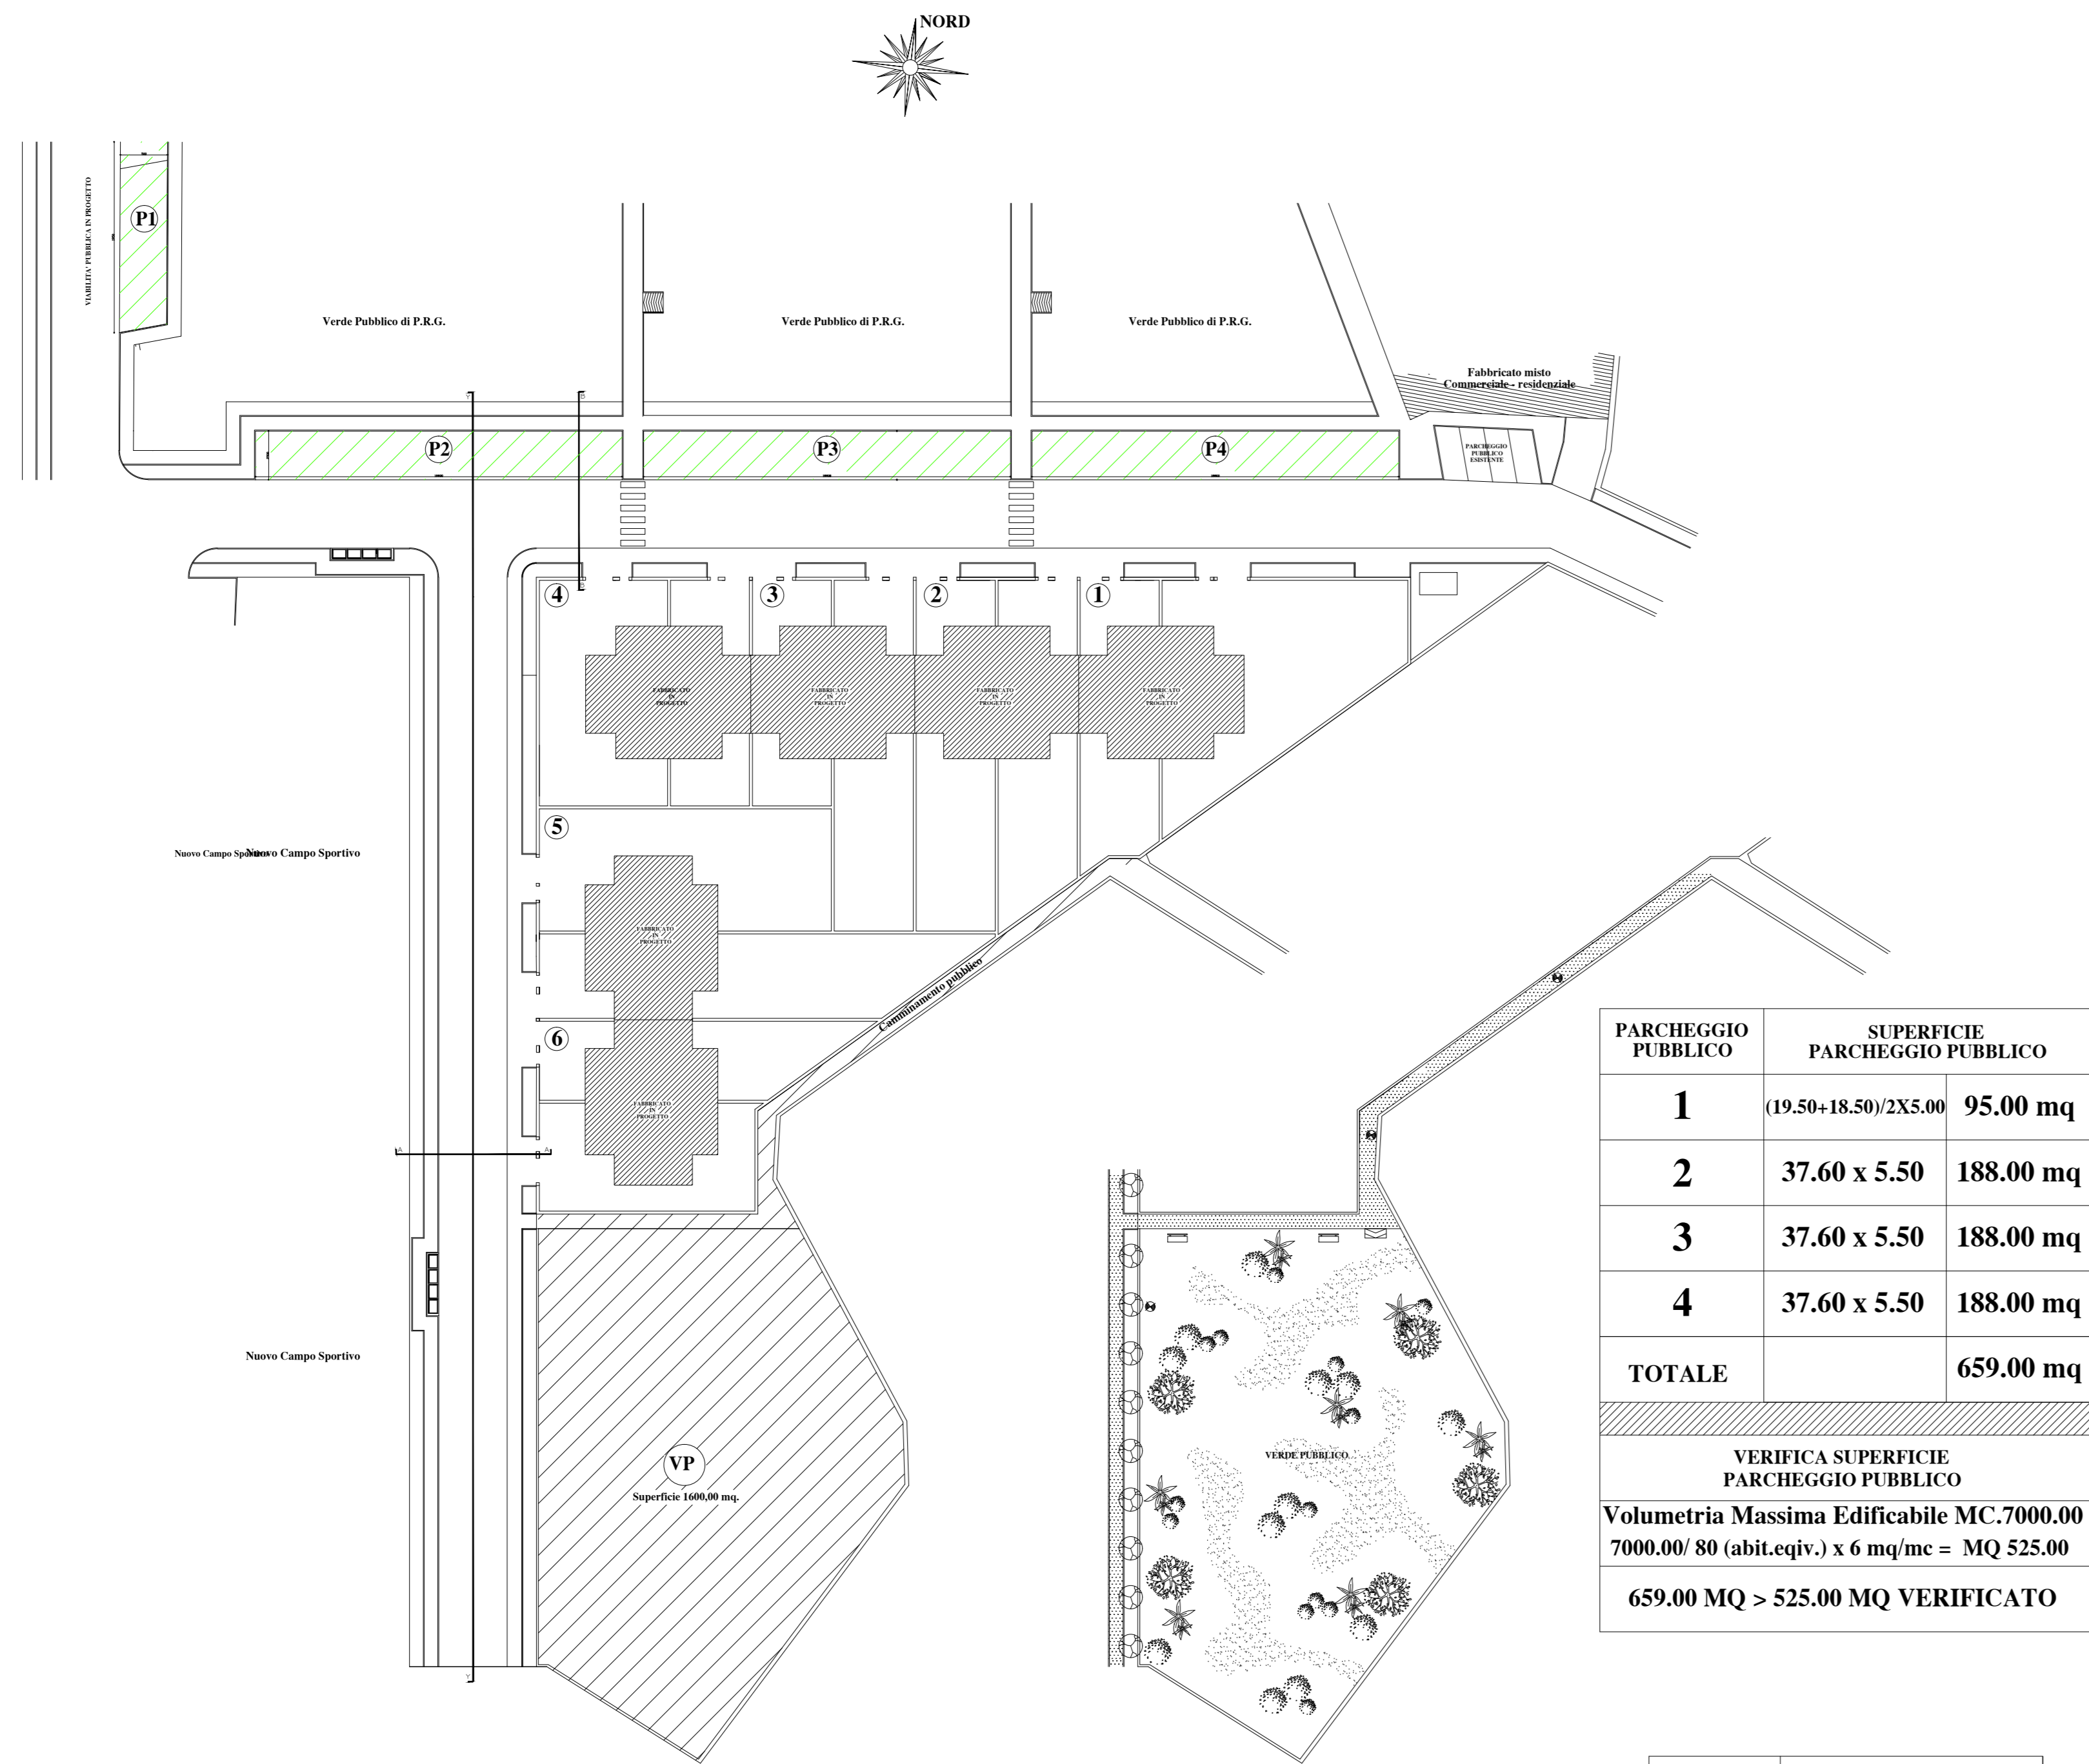 NORD
VIABILITA' PUBBLICA IN PROGETTO
P1
Verde Pubblico di P.R.G.
Verde Pubblico di P.R.G.
Verde Pubblico di P.R.G.
Fabbricato misto
Commerciale - residenziale
P2
P3
P4
PARCHEGGIO
PUBBLICO
ESISTENTE
4
3
2
1
FABBRICATO
IN
PROGETTO
FABBRICATO
IN
PROGETTO
FABBRICATO
IN
PROGETTO
FABBRICATO
IN
PROGETTO
5
Nuovo Campo Sportivo
Nuovo Campo Sportivo
FABBRICATO
IN
PROGETTO
Camminamento pubblico
6
FABBRICATO
IN
PROGETTO
A
A
Nuovo Campo Sportivo
VP
Superficie 1600,00 mq.
Y
Y
VERDE PUBBLICO
PARCHEGGIO
PUBBLICO
SUPERFICIE
PARCHEGGIO PUBBLICO
1 (19.50+18.50)/2X5.00 95.00 mq
2 37.60 x 5.50 188.00 mq
3 37.60 x 5.50 188.00 mq
4 37.60 x 5.50 188.00 mq
TOTALE 659.00 mq
VERIFICA SUPERFICIE
PARCHEGGIO PUBBLICO
Volumetria Massima Edificabile MC.7000.00
7000.00/ 80 (abit.eqiv.) x 6 mq/mc = MQ 525.00
659.00 MQ > 525.00 MQ VERIFICATO